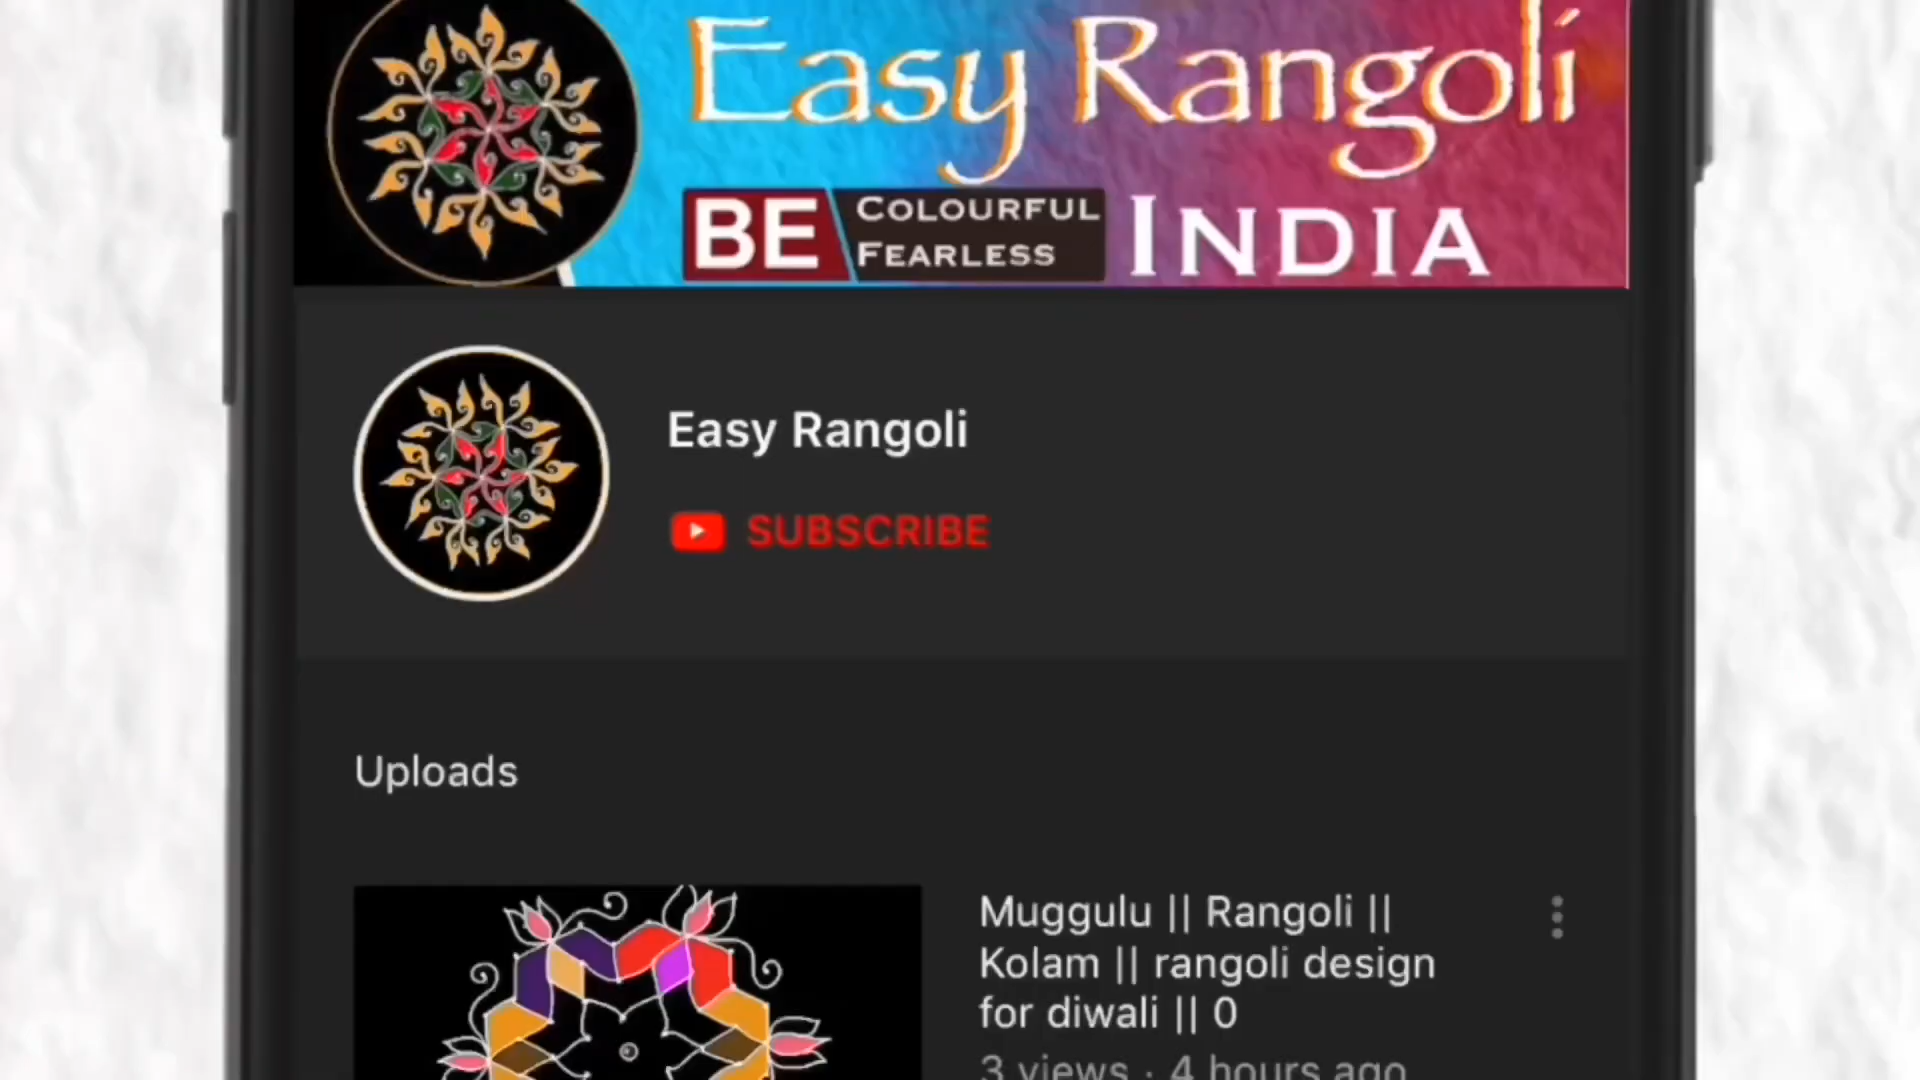 Easy Rangoli
BE COLOURFUL FEARLESS INDIA
Easy Rangoli
SUBSCRIBE
Uploads
Muggulu || Rangoli ||
Kolam || rangoli design
for diwali || 0
3 views · 4 hours ago